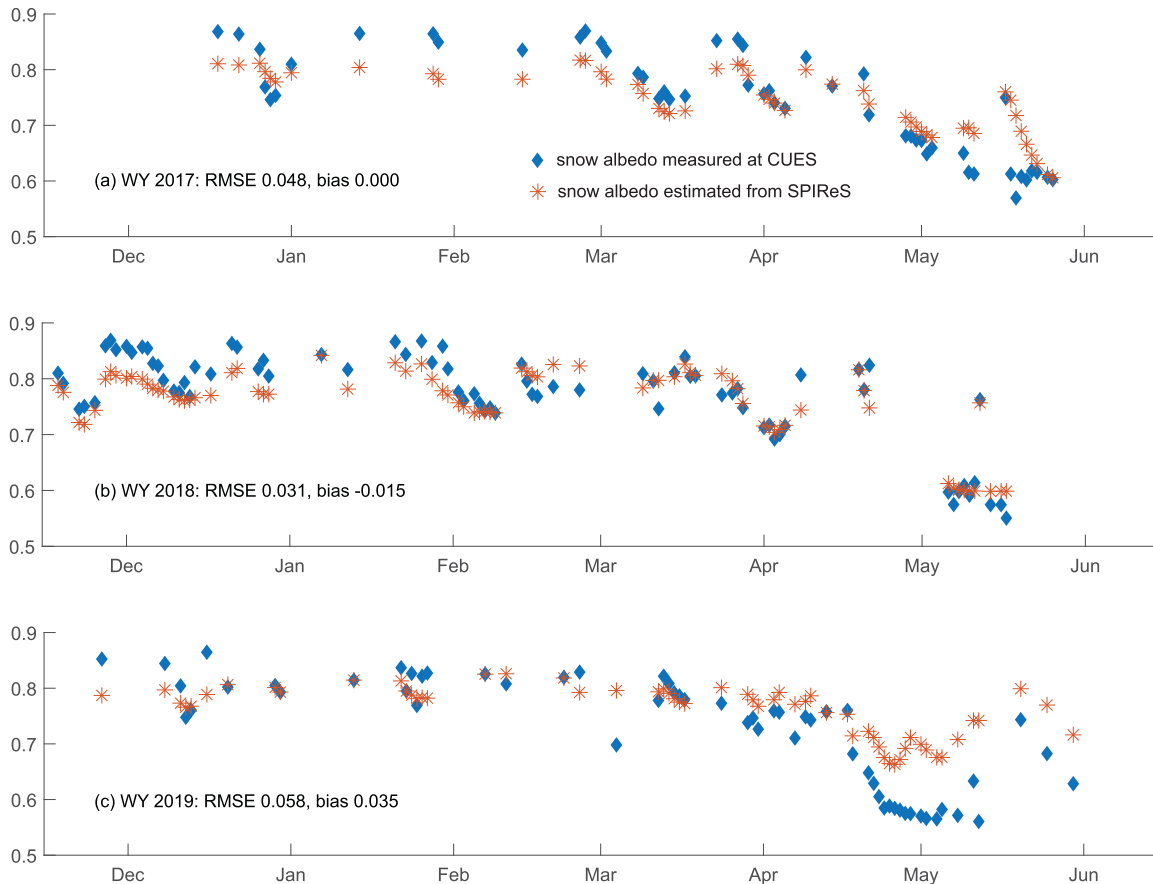 0.9
0.8
0.7
0.6
0.5
snow albedo measured at CUES
(a) WY 2017: RMSE 0.048, bias 0.000
snow albedo estimated from SPIReS
Dec Jan Feb Mar Apr May Jun
0.9
0.8
0.7
0.6
0.5
(b) WY 2018: RMSE 0.031, bias -0.015
Dec Jan Feb Mar Apr May Jun
0.9
0.8
0.7
0.6
0.5
(c) WY 2019: RMSE 0.058, bias 0.035
Dec Jan Feb Mar Apr May Jun